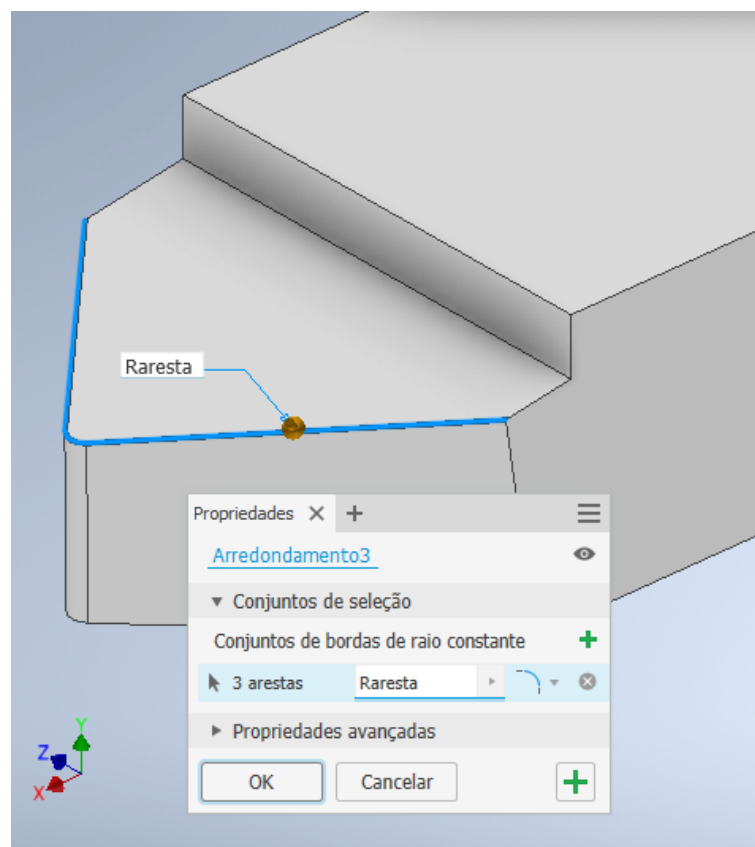 Raresta
Propriedades
Arredondamento3
Conjuntos de seleção
Conjuntos de bordas de raio constante
3 arestas Raresta
Propriedades avançadas
OK Cancelar
Y
Z
X